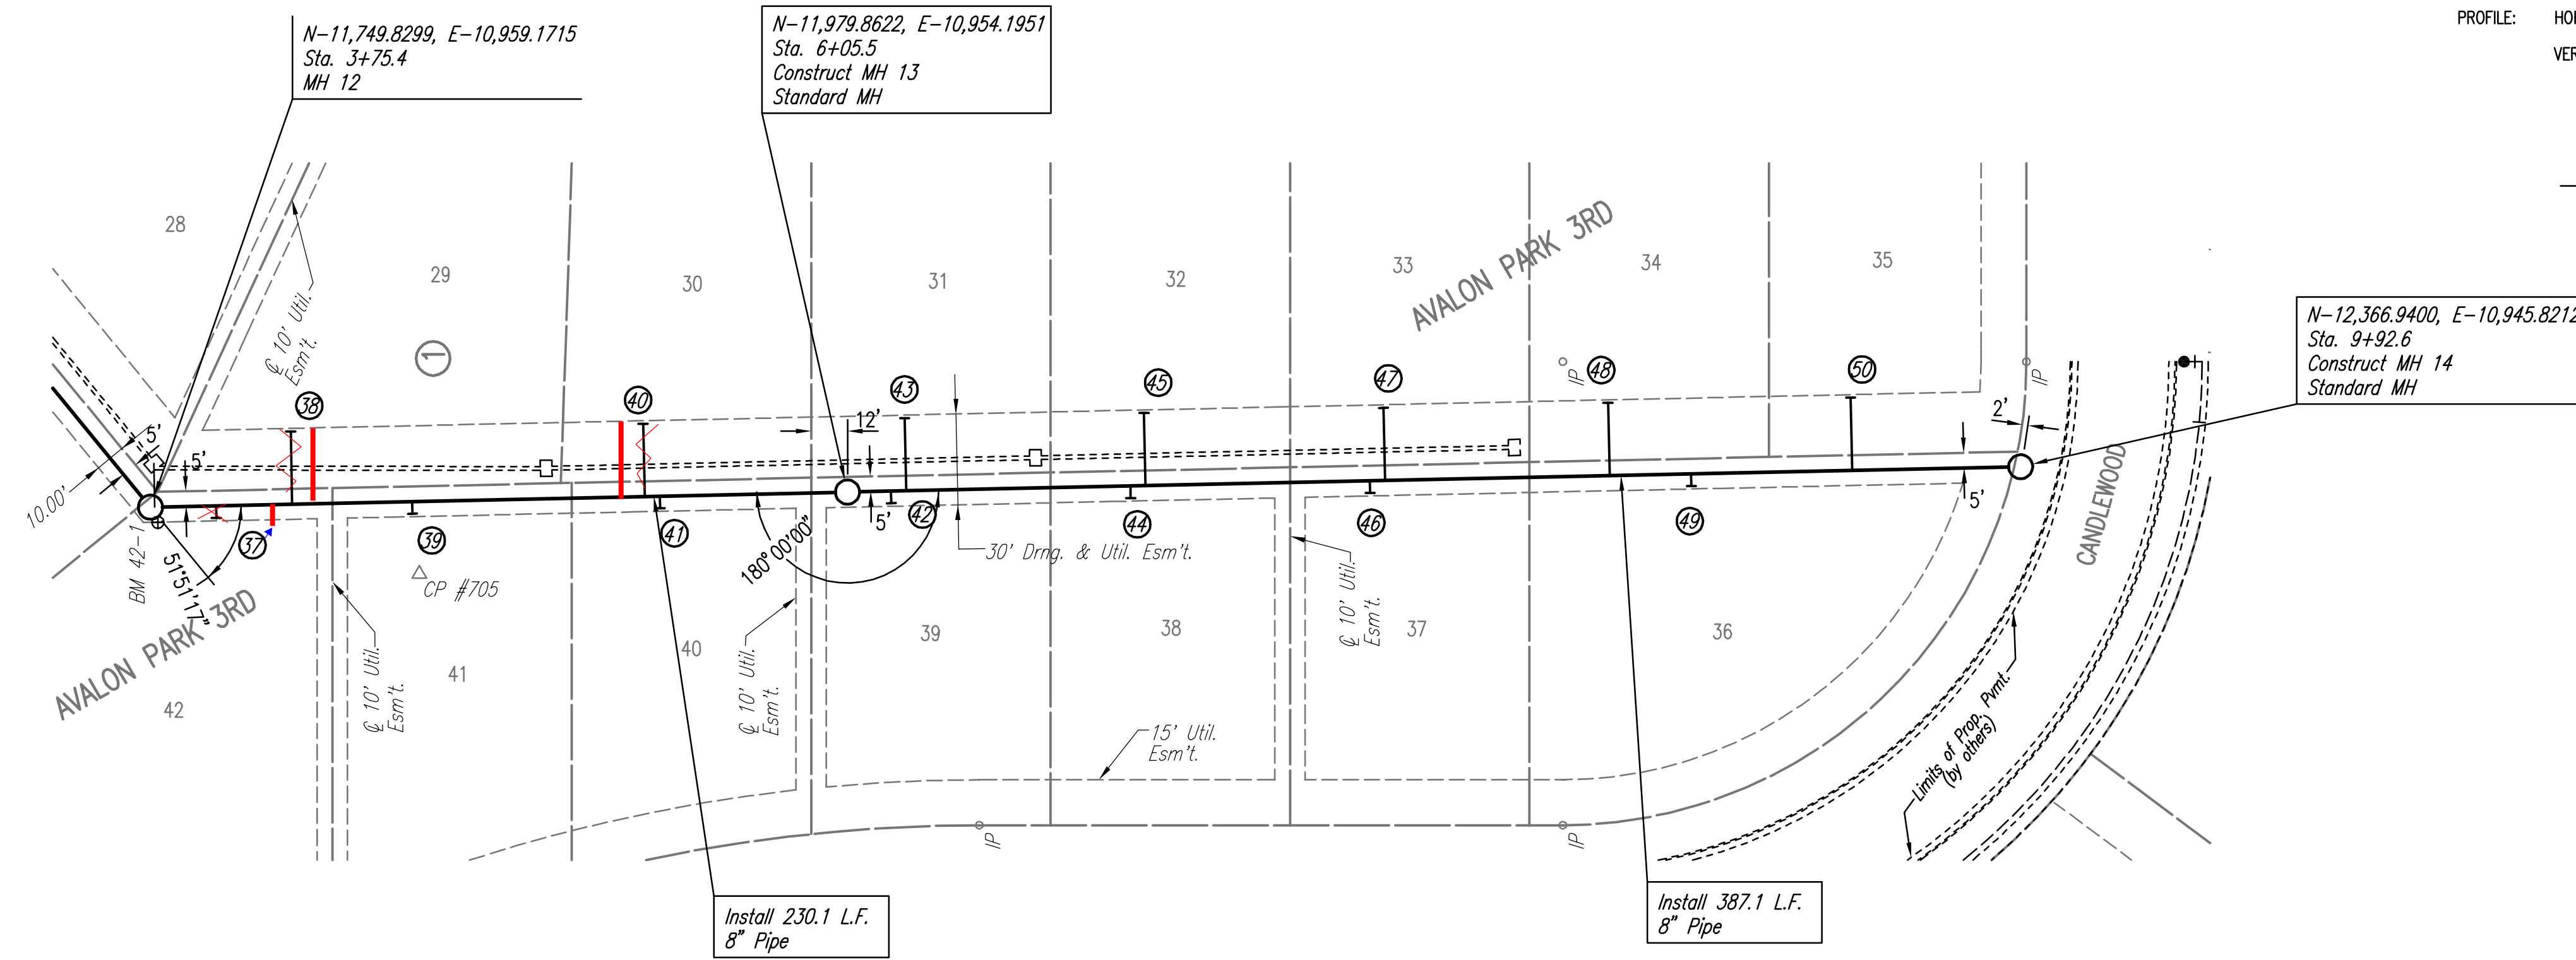 N-11,749.8299, E-10,959.1715
Sta. 3+75.4
MH 12
N-11,979.8622, E-10,954.1951
Sta. 6+05.5
Construct MH 13
Standard MH
PROFILE:
N-12,366.9400, E-10,945.8212
Sta. 9+92.6
Construct MH 14
Standard MH
28
29
30
31
32
33
34
35
AVALON PARK 3RD
℄ 10' Util.
Esm't.
1
38
40
43
45
47
48
50
IP
IP
12'
2'
5'
5'
10.00'
5'
5'
37
39
41
42
44
46
49
BM 42-1
51°51'17"
180°00'00"
30' Drng. & Util. Esm't.
CP #705
CANDLEWOOD
AVALON PARK 3RD
42
41
40
39
38
37
36
℄ 10' Util.
Esm't.
℄ 10' Util.
Esm't.
℄ 10' Util.
Esm't.
15' Util.
Esm't.
Limits of Prop. Pvmt.
(by others)
IP
IP
Install 230.1 L.F.
8" Pipe
Install 387.1 L.F.
8" Pipe